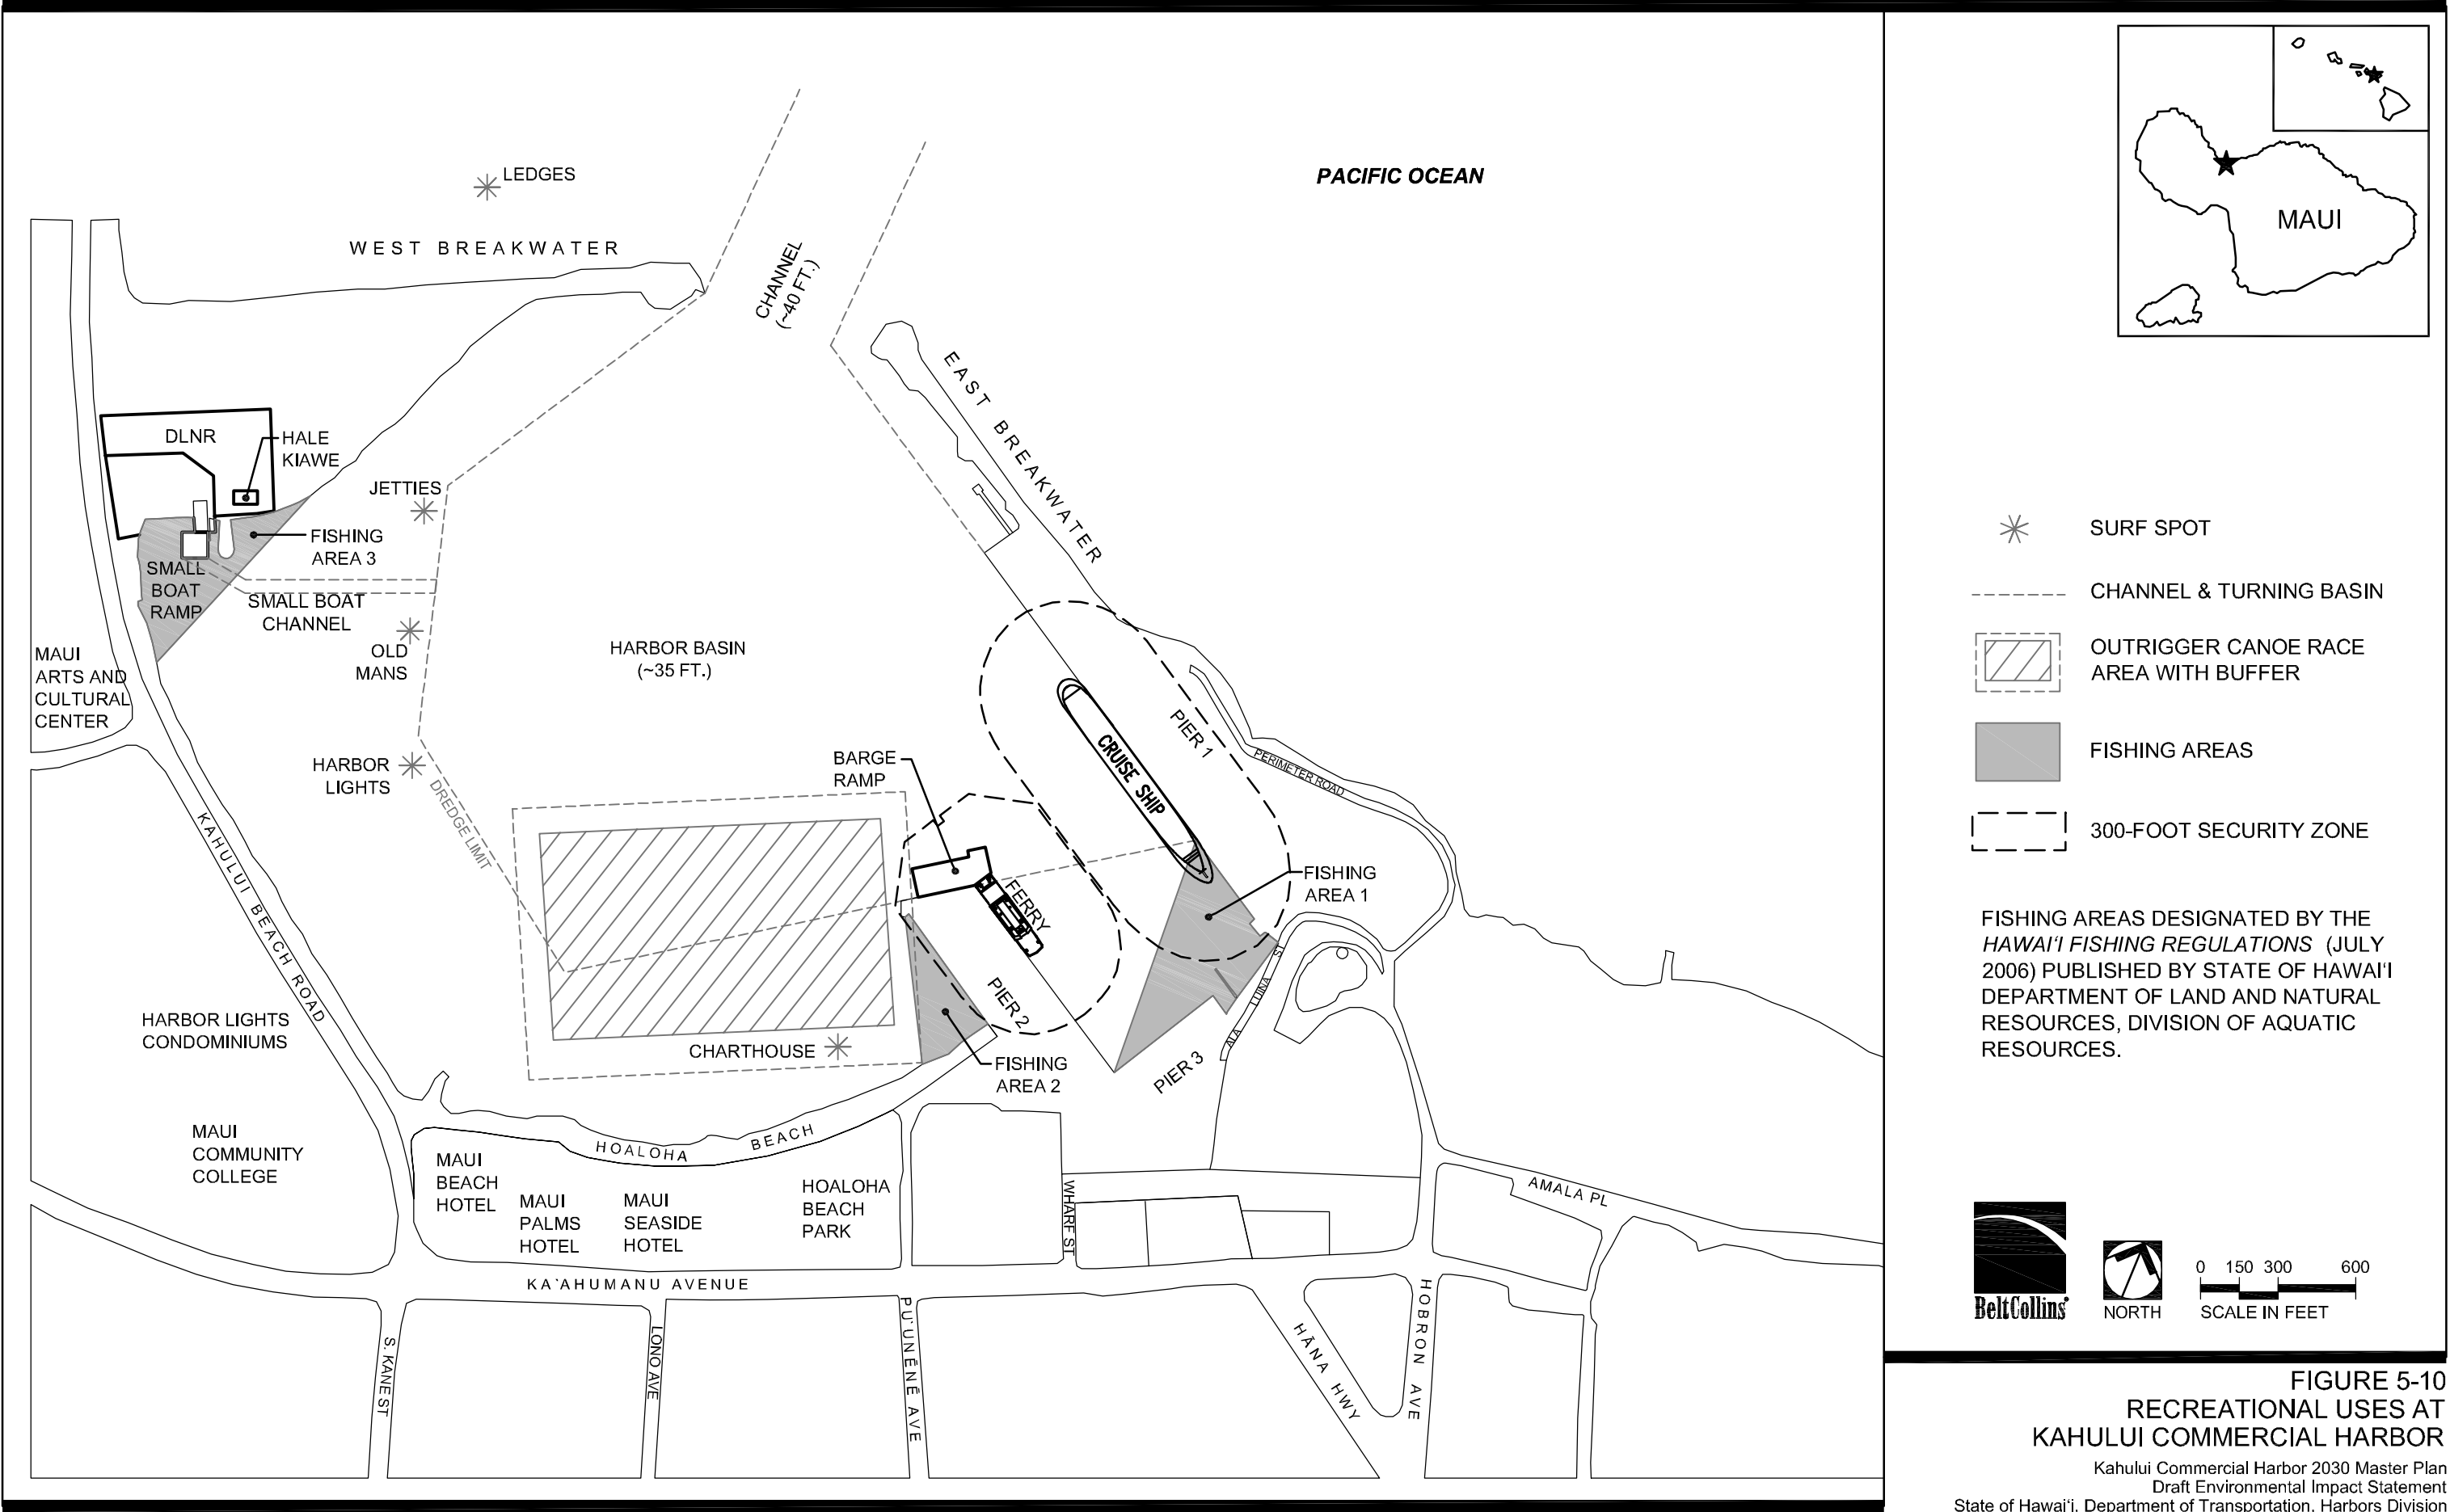 LEDGES
WEST BREAKWATER
CHANNEL
(~40 FT.)
PACIFIC OCEAN
EAST BREAKWATER
DLNR
HALE
KIAWE
JETTIES
FISHING
AREA 3
SMALL
BOAT
RAMP
SMALL BOAT
CHANNEL
OLD
MANS
HARBOR BASIN
(~35 FT.)
MAUI
ARTS AND
CULTURAL
CENTER
HARBOR
LIGHTS
DREDGE LIMIT
BARGE
RAMP
CRUISE SHIP
PIER 1
PERIMETER ROAD
FERRY
FISHING
AREA 1
KAHULUI BEACH ROAD
PIER 2
ALA LUINA ST
HARBOR LIGHTS
CONDOMINIUMS
CHARTHOUSE
FISHING
AREA 2
PIER 3
MAUI
COMMUNITY
COLLEGE
HOALOHA BEACH
MAUI
BEACH
HOTEL
MAUI
PALMS
HOTEL
MAUI
SEASIDE
HOTEL
HOALOHA
BEACH
PARK
WHARF ST
AMALA PL
KA`AHUMANU AVENUE
S. KANE ST
LONO AVE
PU`UNĒNĒ AVE
HĀNA HWY
HOBRON AVE
MAUI
SURF SPOT
CHANNEL & TURNING BASIN
OUTRIGGER CANOE RACE
AREA WITH BUFFER
FISHING AREAS
300-FOOT SECURITY ZONE
FISHING AREAS DESIGNATED BY THE
HAWAI‘I FISHING REGULATIONS (JULY
2006) PUBLISHED BY STATE OF HAWAI‘I
DEPARTMENT OF LAND AND NATURAL
RESOURCES, DIVISION OF AQUATIC
RESOURCES.
BeltCollins
NORTH
0 150 300 600
SCALE IN FEET
FIGURE 5-10
RECREATIONAL USES AT
KAHULUI COMMERCIAL HARBOR
Kahului Commercial Harbor 2030 Master Plan
Draft Environmental Impact Statement
State of Hawai‘i, Department of Transportation, Harbors Division